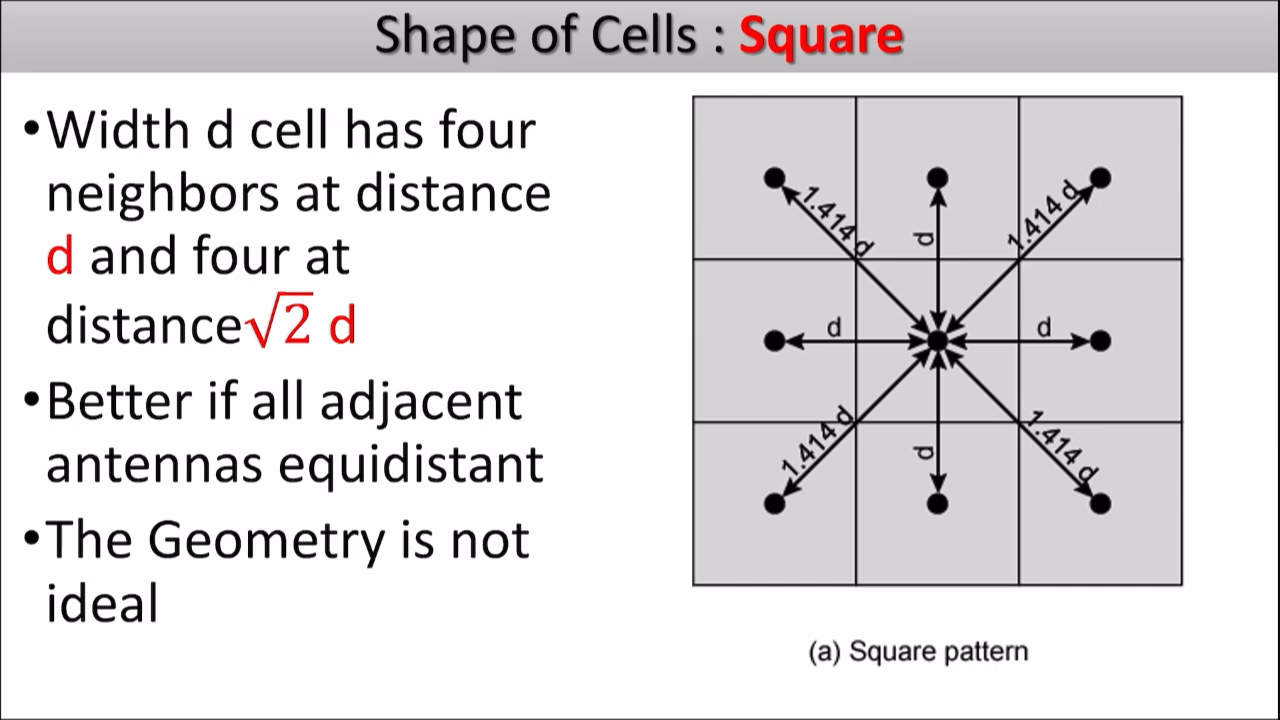 Shape of Cells : Square
•Width d cell has four
neighbors at distance
d and four at
distance√2 d
•Better if all adjacent
antennas equidistant
•The Geometry is not
ideal
1.414 d
d
1.414 d
d
d
1.414 d
d
1.414 d
(a) Square pattern